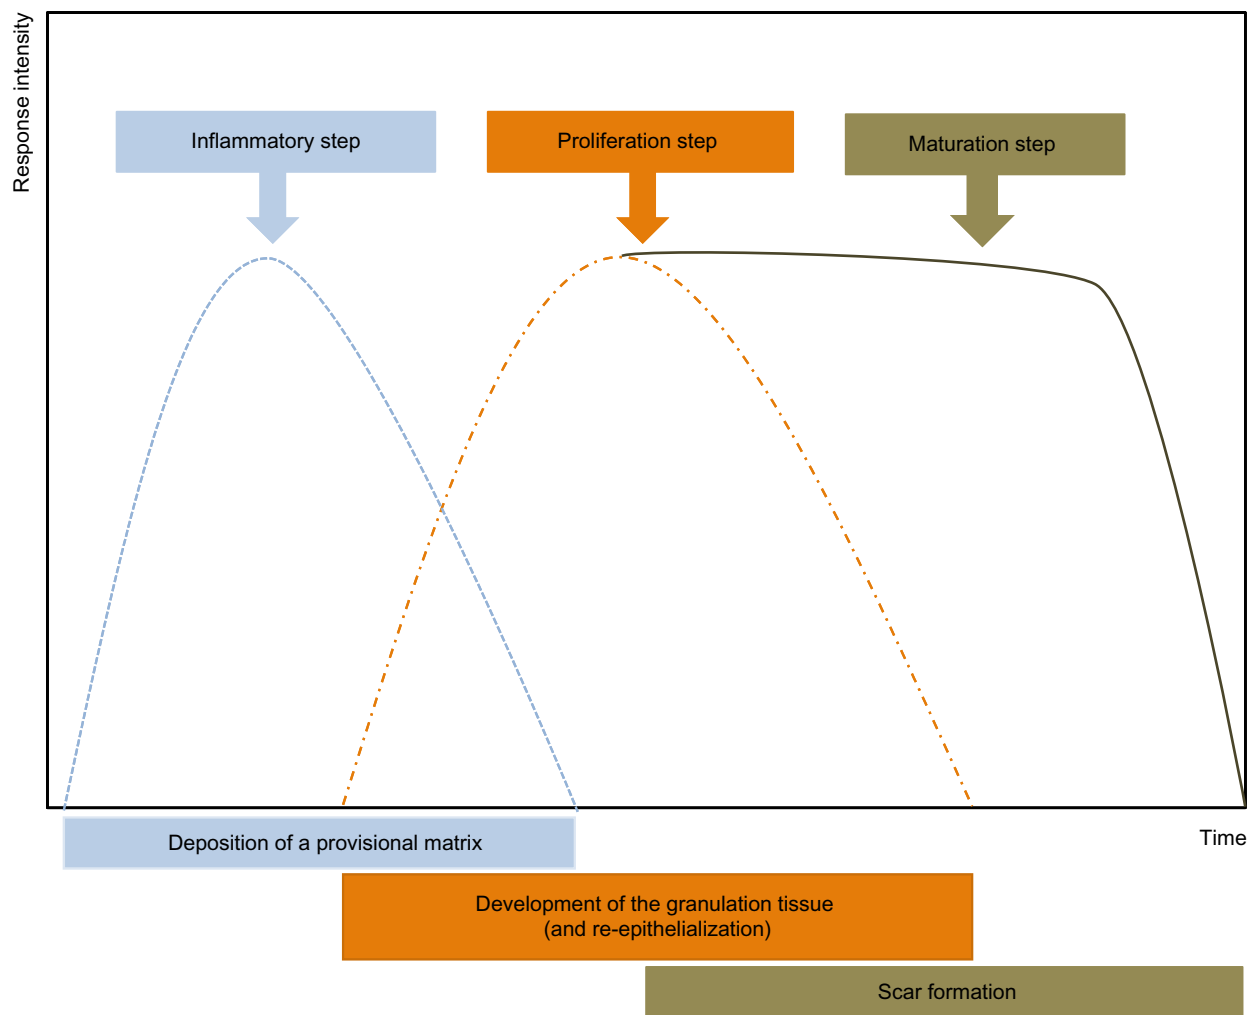 Response intensity
Inflammatory step
Proliferation step
Maturation step
Time
Deposition of a provisional matrix
Development of the granulation tissue
(and re-epithelialization)
Scar formation